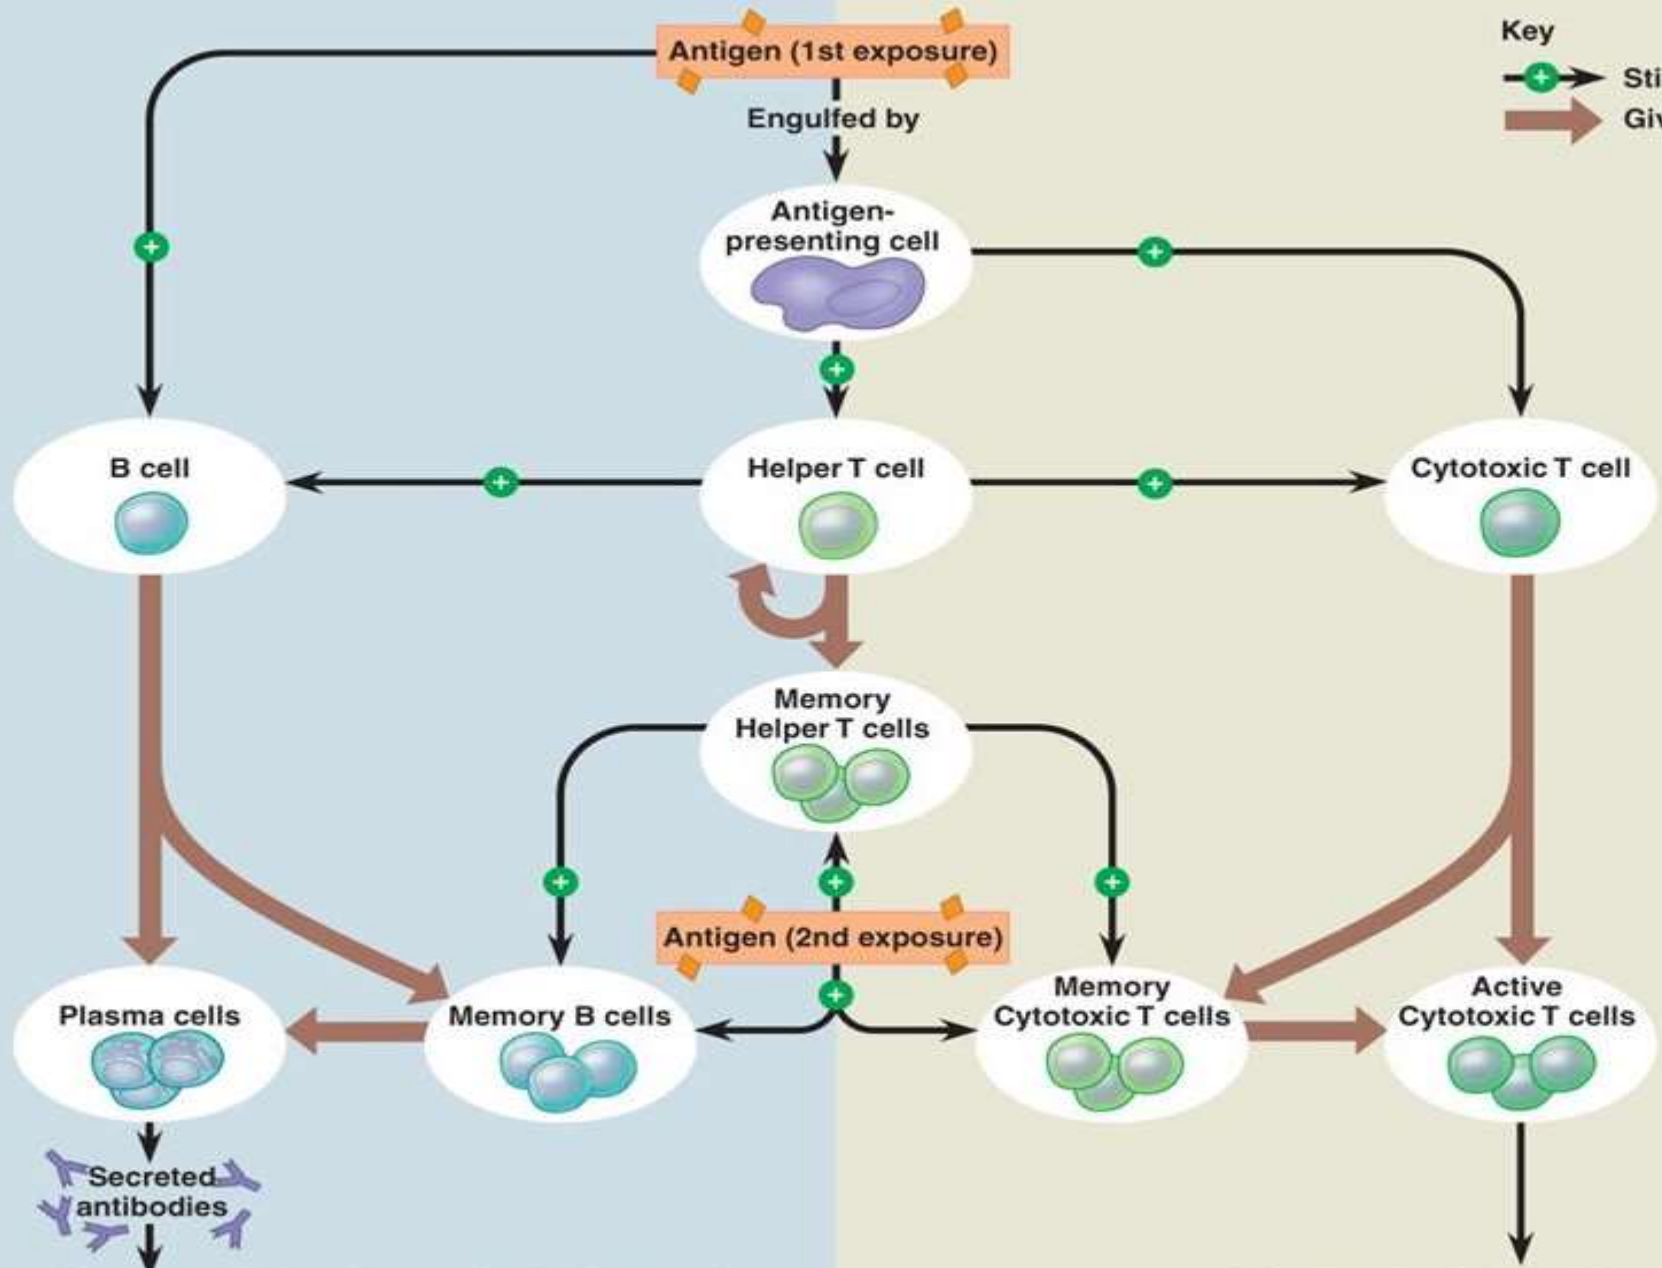 Antigen (1st exposure)
Key
Engulfed by
Antigen-
presenting cell
B cell
Helper T cell
Cytotoxic T cell
Memory
Helper T cells
Antigen (2nd exposure)
Plasma cells
Memory B cells
Memory
Cytotoxic T cells
Active
Cytotoxic T cells
Secreted
antibodies